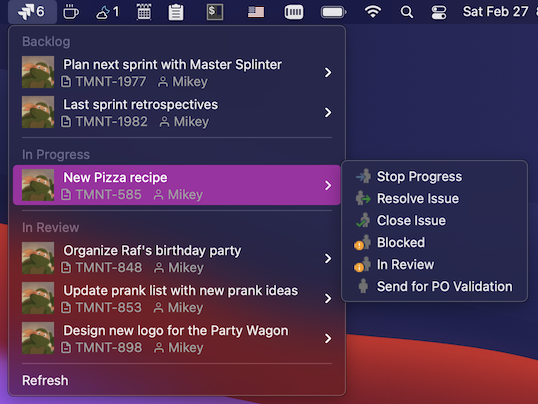 6
1
Sat Feb 27 8
Backlog
Plan next sprint with Master Splinter
TMNT-1977 Mikey
Last sprint retrospectives
TMNT-1982 Mikey
In Progress
New Pizza recipe
TMNT-585 Mikey
Stop Progress
Resolve Issue
Close Issue
Blocked
In Review
Send for PO Validation
In Review
Organize Raf's birthday party
TMNT-848 Mikey
Update prank list with new prank ideas
TMNT-853 Mikey
Design new logo for the Party Wagon
TMNT-898 Mikey
Refresh